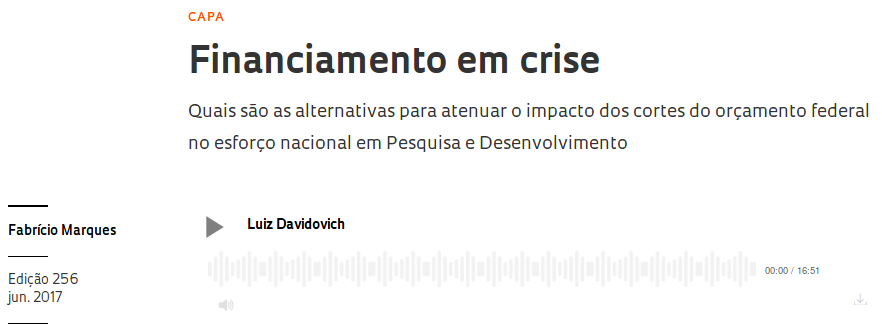 CAPA
Financiamento em crise
Quais são as alternativas para atenuar o impacto dos cortes do orçamento federal
no esforço nacional em Pesquisa e Desenvolvimento
Fabrício Marques
Edição 256
jun. 2017
Luiz Davidovich
00:00 / 16:51